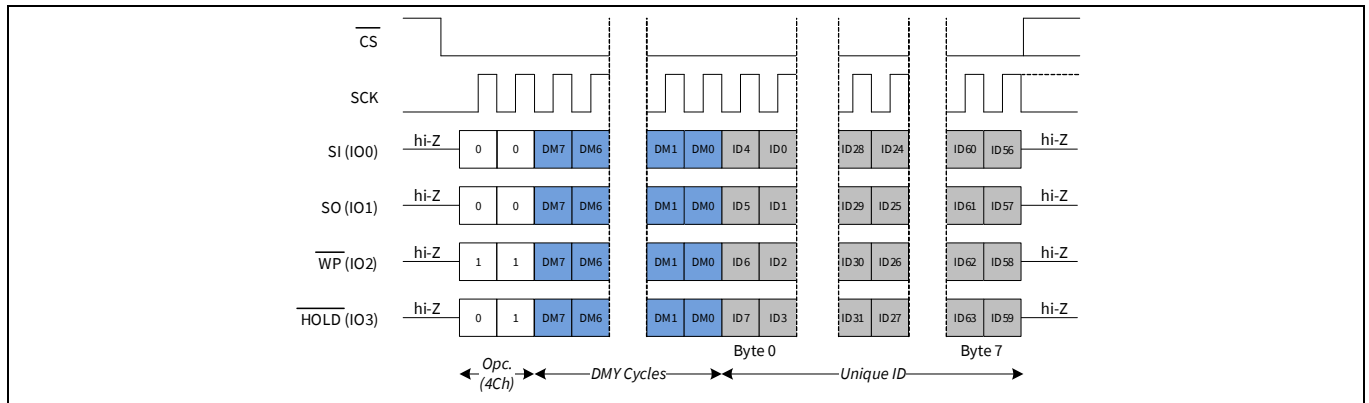 CS
SCK
SI (IO0) hi-Z 0 0 DM7 DM6 DM1 DM0 ID4 ID0 ID28 ID24 ID60 ID56 hi-Z
SO (IO1) hi-Z 0 0 DM7 DM6 DM1 DM0 ID5 ID1 ID29 ID25 ID61 ID57 hi-Z
WP (IO2) hi-Z 1 1 DM7 DM6 DM1 DM0 ID6 ID2 ID30 ID26 ID62 ID58 hi-Z
HOLD (IO3) hi-Z 0 1 DM7 DM6 DM1 DM0 ID7 ID3 ID31 ID27 ID63 ID59 hi-Z
Byte 0 Byte 7
Opc.
(4Ch)
DMY Cycles Unique ID